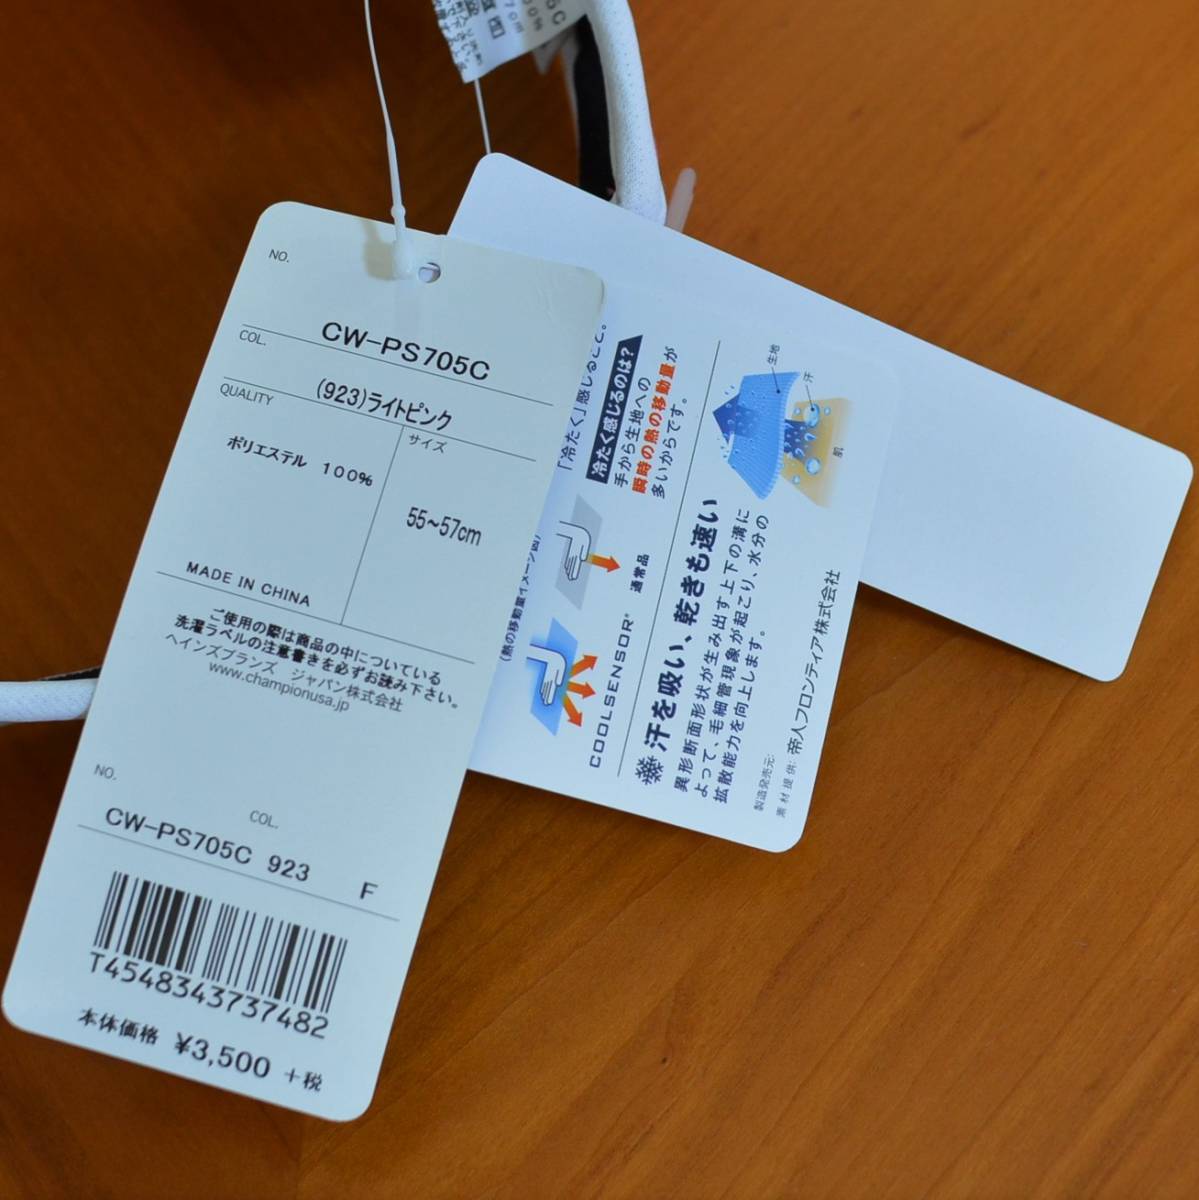 NO.
CW-PS705C
COL.
(923)ライトピンク
QUALITY
サイズ
ポリエステル 100%
55~57cm
MADE IN CHINA
ご使用の際は商品の中についている
洗濯ラベルの注意書きを必ずお読み下さい。
ヘインズブランズ ジャパン株式会社
www.championusa.jp
NO.
COL.
CW-PS705C 923 F
T4548343737482
本体価格 ¥3,500 +税
「冷たく」感じること。
冷たく感じるのは?
手から生地への
瞬時の熱の移動量が
多いからです。
(熱の移動量イメージ図)
通常品
COOLSENSOR®
汗を吸い、乾きも速い
異形断面形状が生み出す上下の溝に
よって、毛細管現象が起こり、水分の
拡散能力を向上します。
生地
汗
肌
製造発売元:
素材提供: 帝人フロンティア株式会社